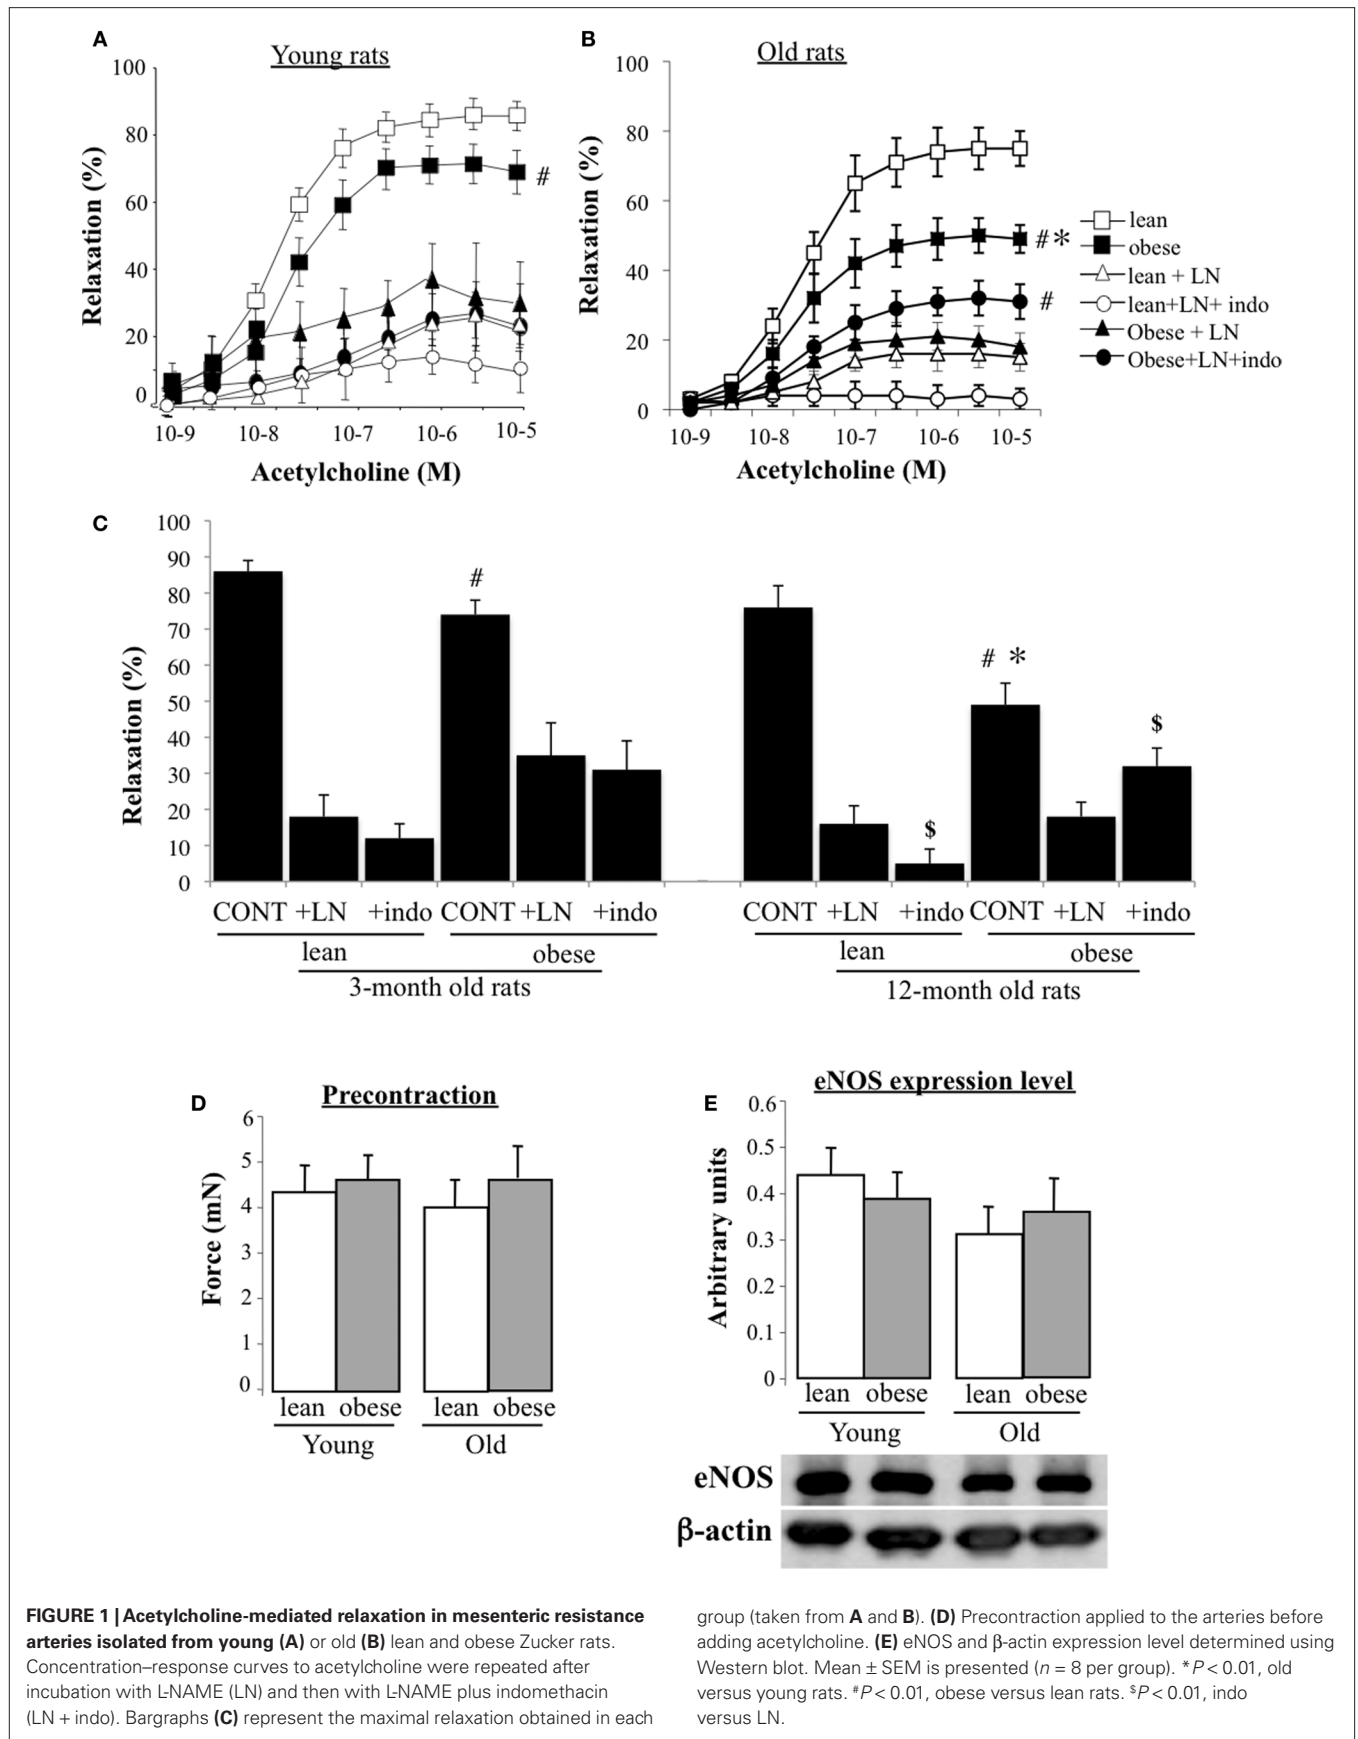 A
Young rats
100
80
60
40
20
0
Relaxation (%)
#
10-9 10-8 10-7 10-6 10-5
Acetylcholine (M)
B
Old rats
100
80
60
40
20
0
Relaxation (%)
#*
#
10-9 10-8 10-7 10-6 10-5
Acetylcholine (M)
lean
obese
lean + LN
lean+LN+ indo
Obese + LN
Obese+LN+indo
C
100
90
80
70
60
50
40
30
20
10
0
Relaxation (%)
#
# *
$
$
CONT +LN +indo CONT +LN +indo CONT +LN +indo CONT +LN +indo
lean obese lean obese
3-month old rats 12-month old rats
D
Precontraction
6
5
4
3
2
1
0
Force (mN)
lean obese lean obese
Young Old
E
eNOS expression level
0.6
0.5
0.4
0.3
0.2
0.1
0
Arbitrary units
lean obese lean obese
Young Old
eNOS
β-actin
FIGURE 1 | Acetylcholine-mediated relaxation in mesenteric resistance
arteries isolated from young (A) or old (B) lean and obese Zucker rats.
Concentration–response curves to acetylcholine were repeated after
incubation with L-NAME (LN) and then with L-NAME plus indomethacin
(LN + indo). Bargraphs (C) represent the maximal relaxation obtained in each
group (taken from A and B). (D) Precontraction applied to the arteries before
adding acetylcholine. (E) eNOS and β-actin expression level determined using
Western blot. Mean ± SEM is presented (n = 8 per group). *P < 0.01, old
versus young rats. #P < 0.01, obese versus lean rats. $P < 0.01, indo
versus LN.